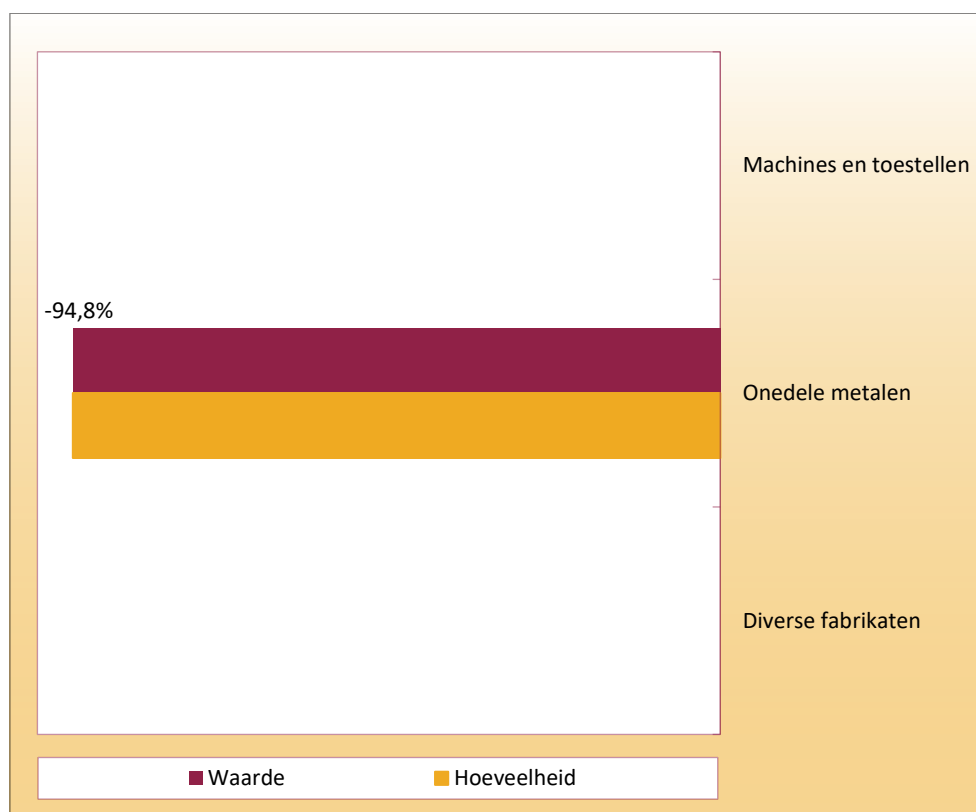 Machines en toestellen
-94,8%
Onedele metalen
Diverse fabrikaten
Waarde
Hoeveelheid